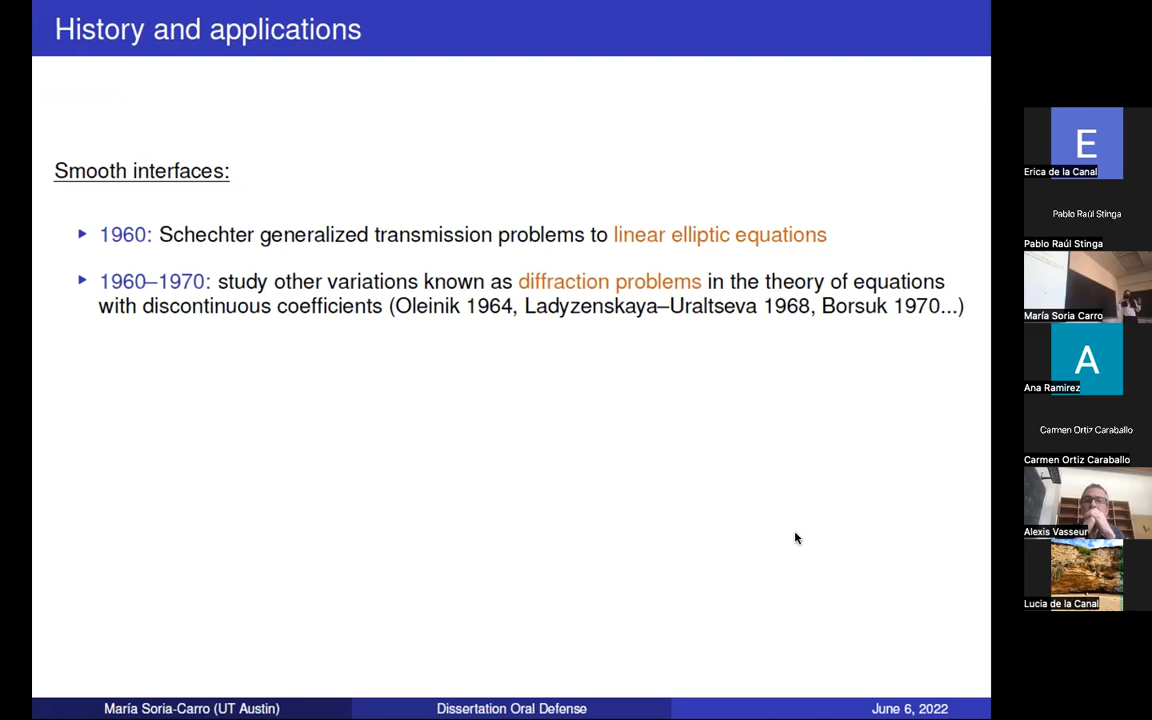 History and applications
Smooth interfaces:
1960: Schechter generalized transmission problems to linear elliptic equations
1960–1970: study other variations known as diffraction problems in the theory of equations
with discontinuous coefficients (Oleinik 1964, Ladyzenskaya–Uraltseva 1968, Borsuk 1970...)
María Soria-Carro (UT Austin)
Dissertation Oral Defense
June 6, 2022
E
Erica de la Canal
Pablo Raúl Stinga
Pablo Raúl Stinga
María Soria Carro
A
Ana Ramirez
Carmen Ortiz Caraballo
Carmen Ortiz Caraballo
Alexis Vasseur
Lucia de la Canal